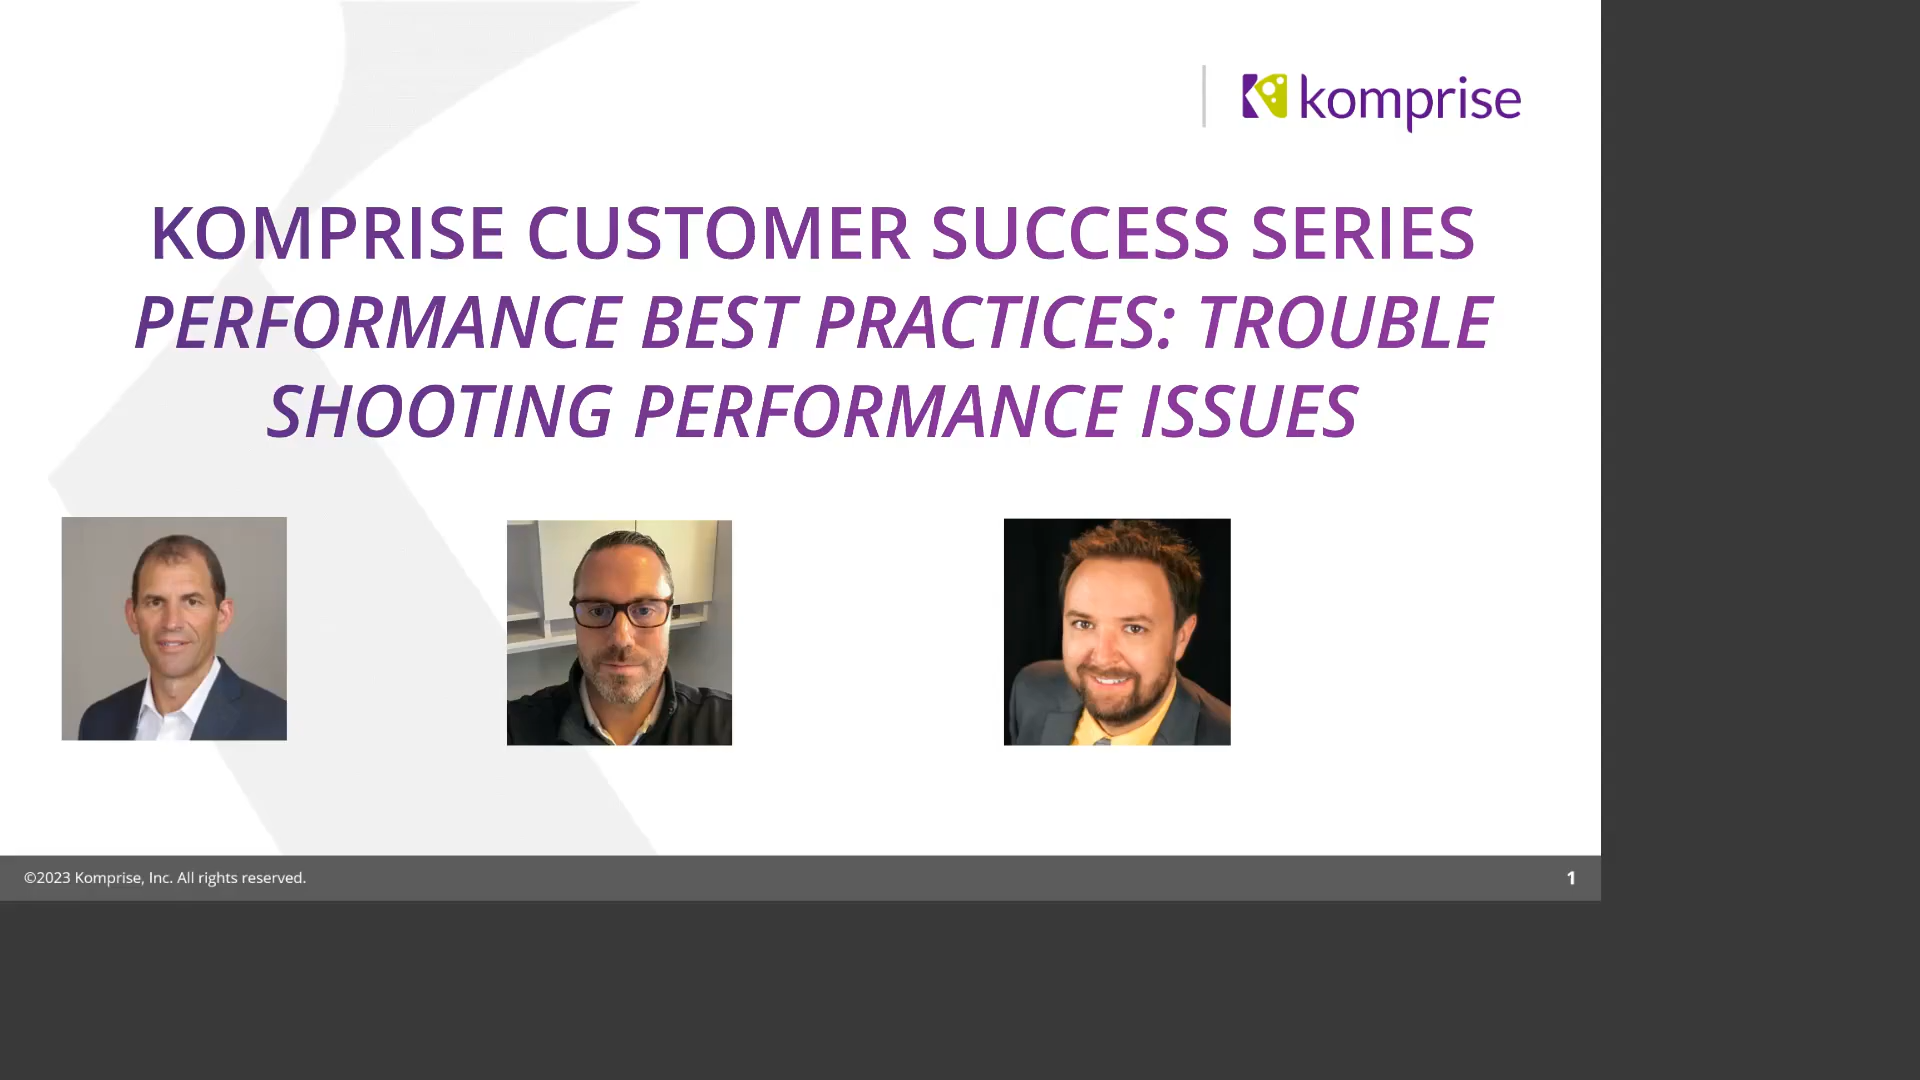 komprise
KOMPRISE CUSTOMER SUCCESS SERIES
PERFORMANCE BEST PRACTICES: TROUBLE
SHOOTING PERFORMANCE ISSUES
©2023 Komprise, Inc. All rights reserved.
1